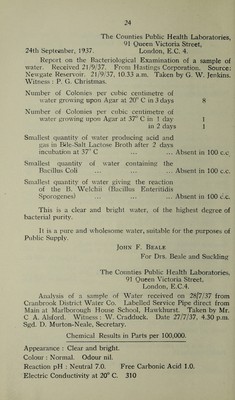 24
The Counties Public Health Laboratories,
91 Queen Victoria Street,
24th September, 1937. London, E.C. 4.
Report on the Bacteriological Examination of a sample of
water. Received 21/9/37. From Hastings Corporation. Source:
Newgate Reservoir. 21/9/37, 10.33 a.m. Taken by G. W. Jenkins.
Witness: P. G. Christmas.
Number of Colonies per cubic centimetre of
water growing upon Agar at 20° C in 3 days 8
Number of Colonies per cubic centimetre of
water growing upon Agar at 37° C in 1 day 1
in 2 days 1
Smallest quantity of water producing acid and
gas in Bile-Salt Lactose Broth after 2 days
incubation at 37° C ... ... Absent in 100 c.c.
Smallest quantity of water containing the
Bacillus Coli ... ... ... Absent in 100 c.c.
Smallest quantity of water giving the reaction
of the B. Welchii (Bacillus Enteritidis
Sporogenes) ... ... ... Absent in 100 c.c.
This is a clear and bright water, of the highest degree of
bacterial purity.
It is a pure and wholesome water, suitable for the purposes of
Public Supply.
John F. Beale
For Drs. Beale and Suckling
The Counties Public Health Laboratories,
91 Queen Victoria Street,
London, E.C.4.
Analysis of a sample of Water received on 28/7/37 from
Cranbrook District Water Co. Labelled Service Pipe direct from
Main at Marlborough House School, Hawkhurst. Taken by Mr.
C. A. Alsford. Witness: W. Cradduck. Date 27/7/37, 4.30 p.m.
Sgd. D. Murton-Neale, Secretary.
Chemical Results in Parts per 100,000.
Appearance: Clear and bright.
Colour: Normal. Odour nil.
Reaction pH: Neutral 7.0. Free Carbonic Acid 1.0.
Electric Conductivity at 20° C. 310